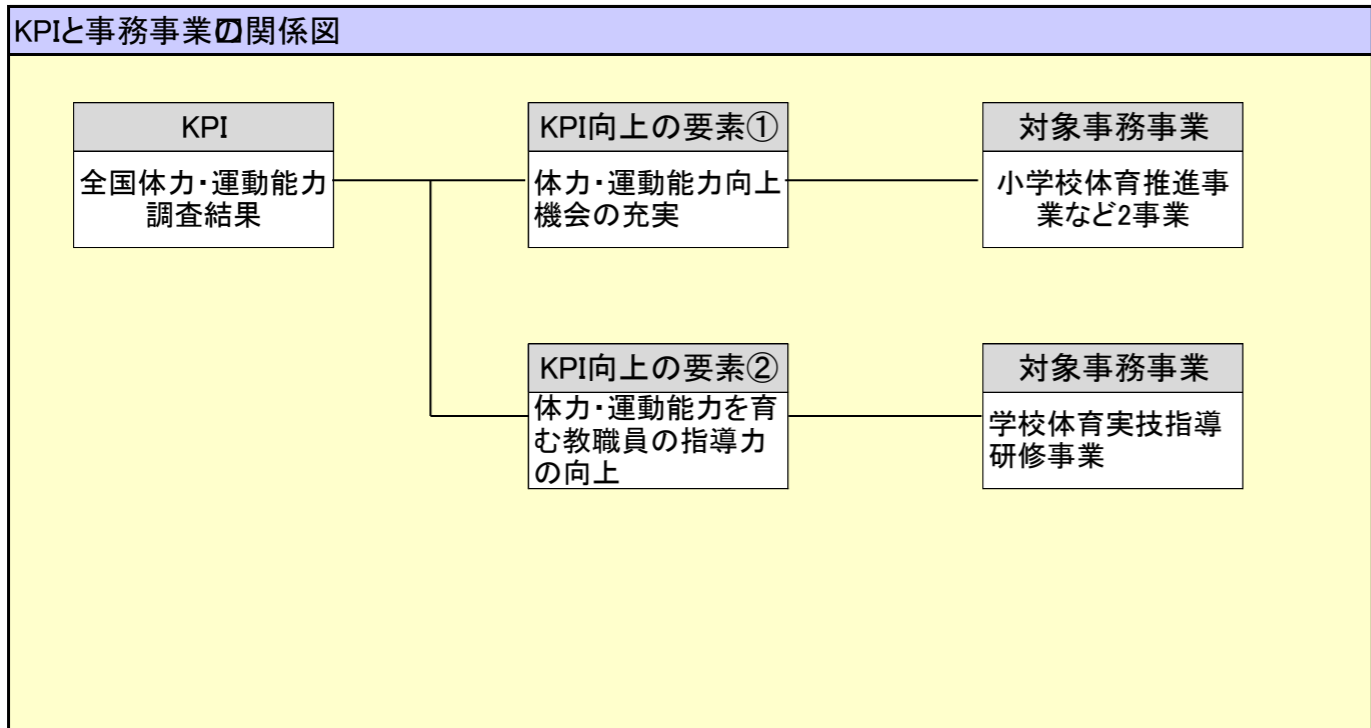 KPIと事務事業の関係図
KPI
全国体力・運動能力
調査結果
KPI向上の要素①
体力・運動能力向上
機会の充実
対象事務事業
小学校体育推進事
業など2事業
KPI向上の要素②
体力・運動能力を育
む教職員の指導力
の向上
対象事務事業
学校体育実技指導
研修事業